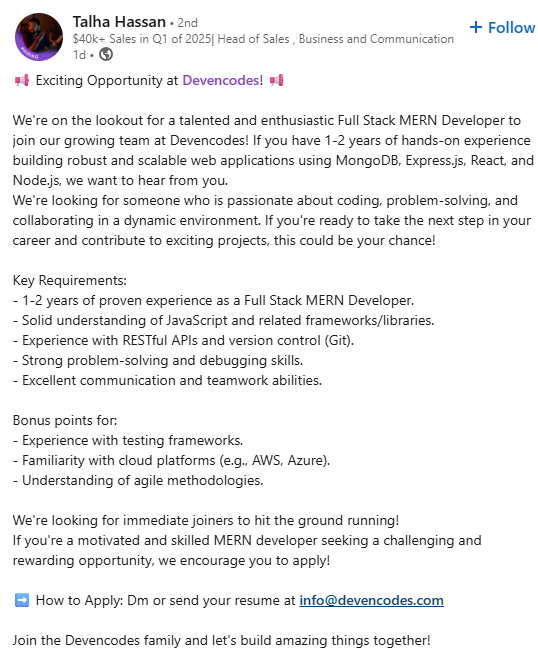 Talha Hassan • 2nd
$40k+ Sales in Q1 of 2025| Head of Sales , Business and Communication
1d •
+ Follow
📢 Exciting Opportunity at Devencodes! 📢
We're on the lookout for a talented and enthusiastic Full Stack MERN Developer to
join our growing team at Devencodes! If you have 1-2 years of hands-on experience
building robust and scalable web applications using MongoDB, Express.js, React, and
Node.js, we want to hear from you.
We're looking for someone who is passionate about coding, problem-solving, and
collaborating in a dynamic environment. If you're ready to take the next step in your
career and contribute to exciting projects, this could be your chance!
Key Requirements:
- 1-2 years of proven experience as a Full Stack MERN Developer.
- Solid understanding of JavaScript and related frameworks/libraries.
- Experience with RESTful APIs and version control (Git).
- Strong problem-solving and debugging skills.
- Excellent communication and teamwork abilities.
Bonus points for:
- Experience with testing frameworks.
- Familiarity with cloud platforms (e.g., AWS, Azure).
- Understanding of agile methodologies.
We're looking for immediate joiners to hit the ground running!
If you're a motivated and skilled MERN developer seeking a challenging and
rewarding opportunity, we encourage you to apply!
➡️ How to Apply: Dm or send your resume at info@devencodes.com
Join the Devencodes family and let's build amazing things together!